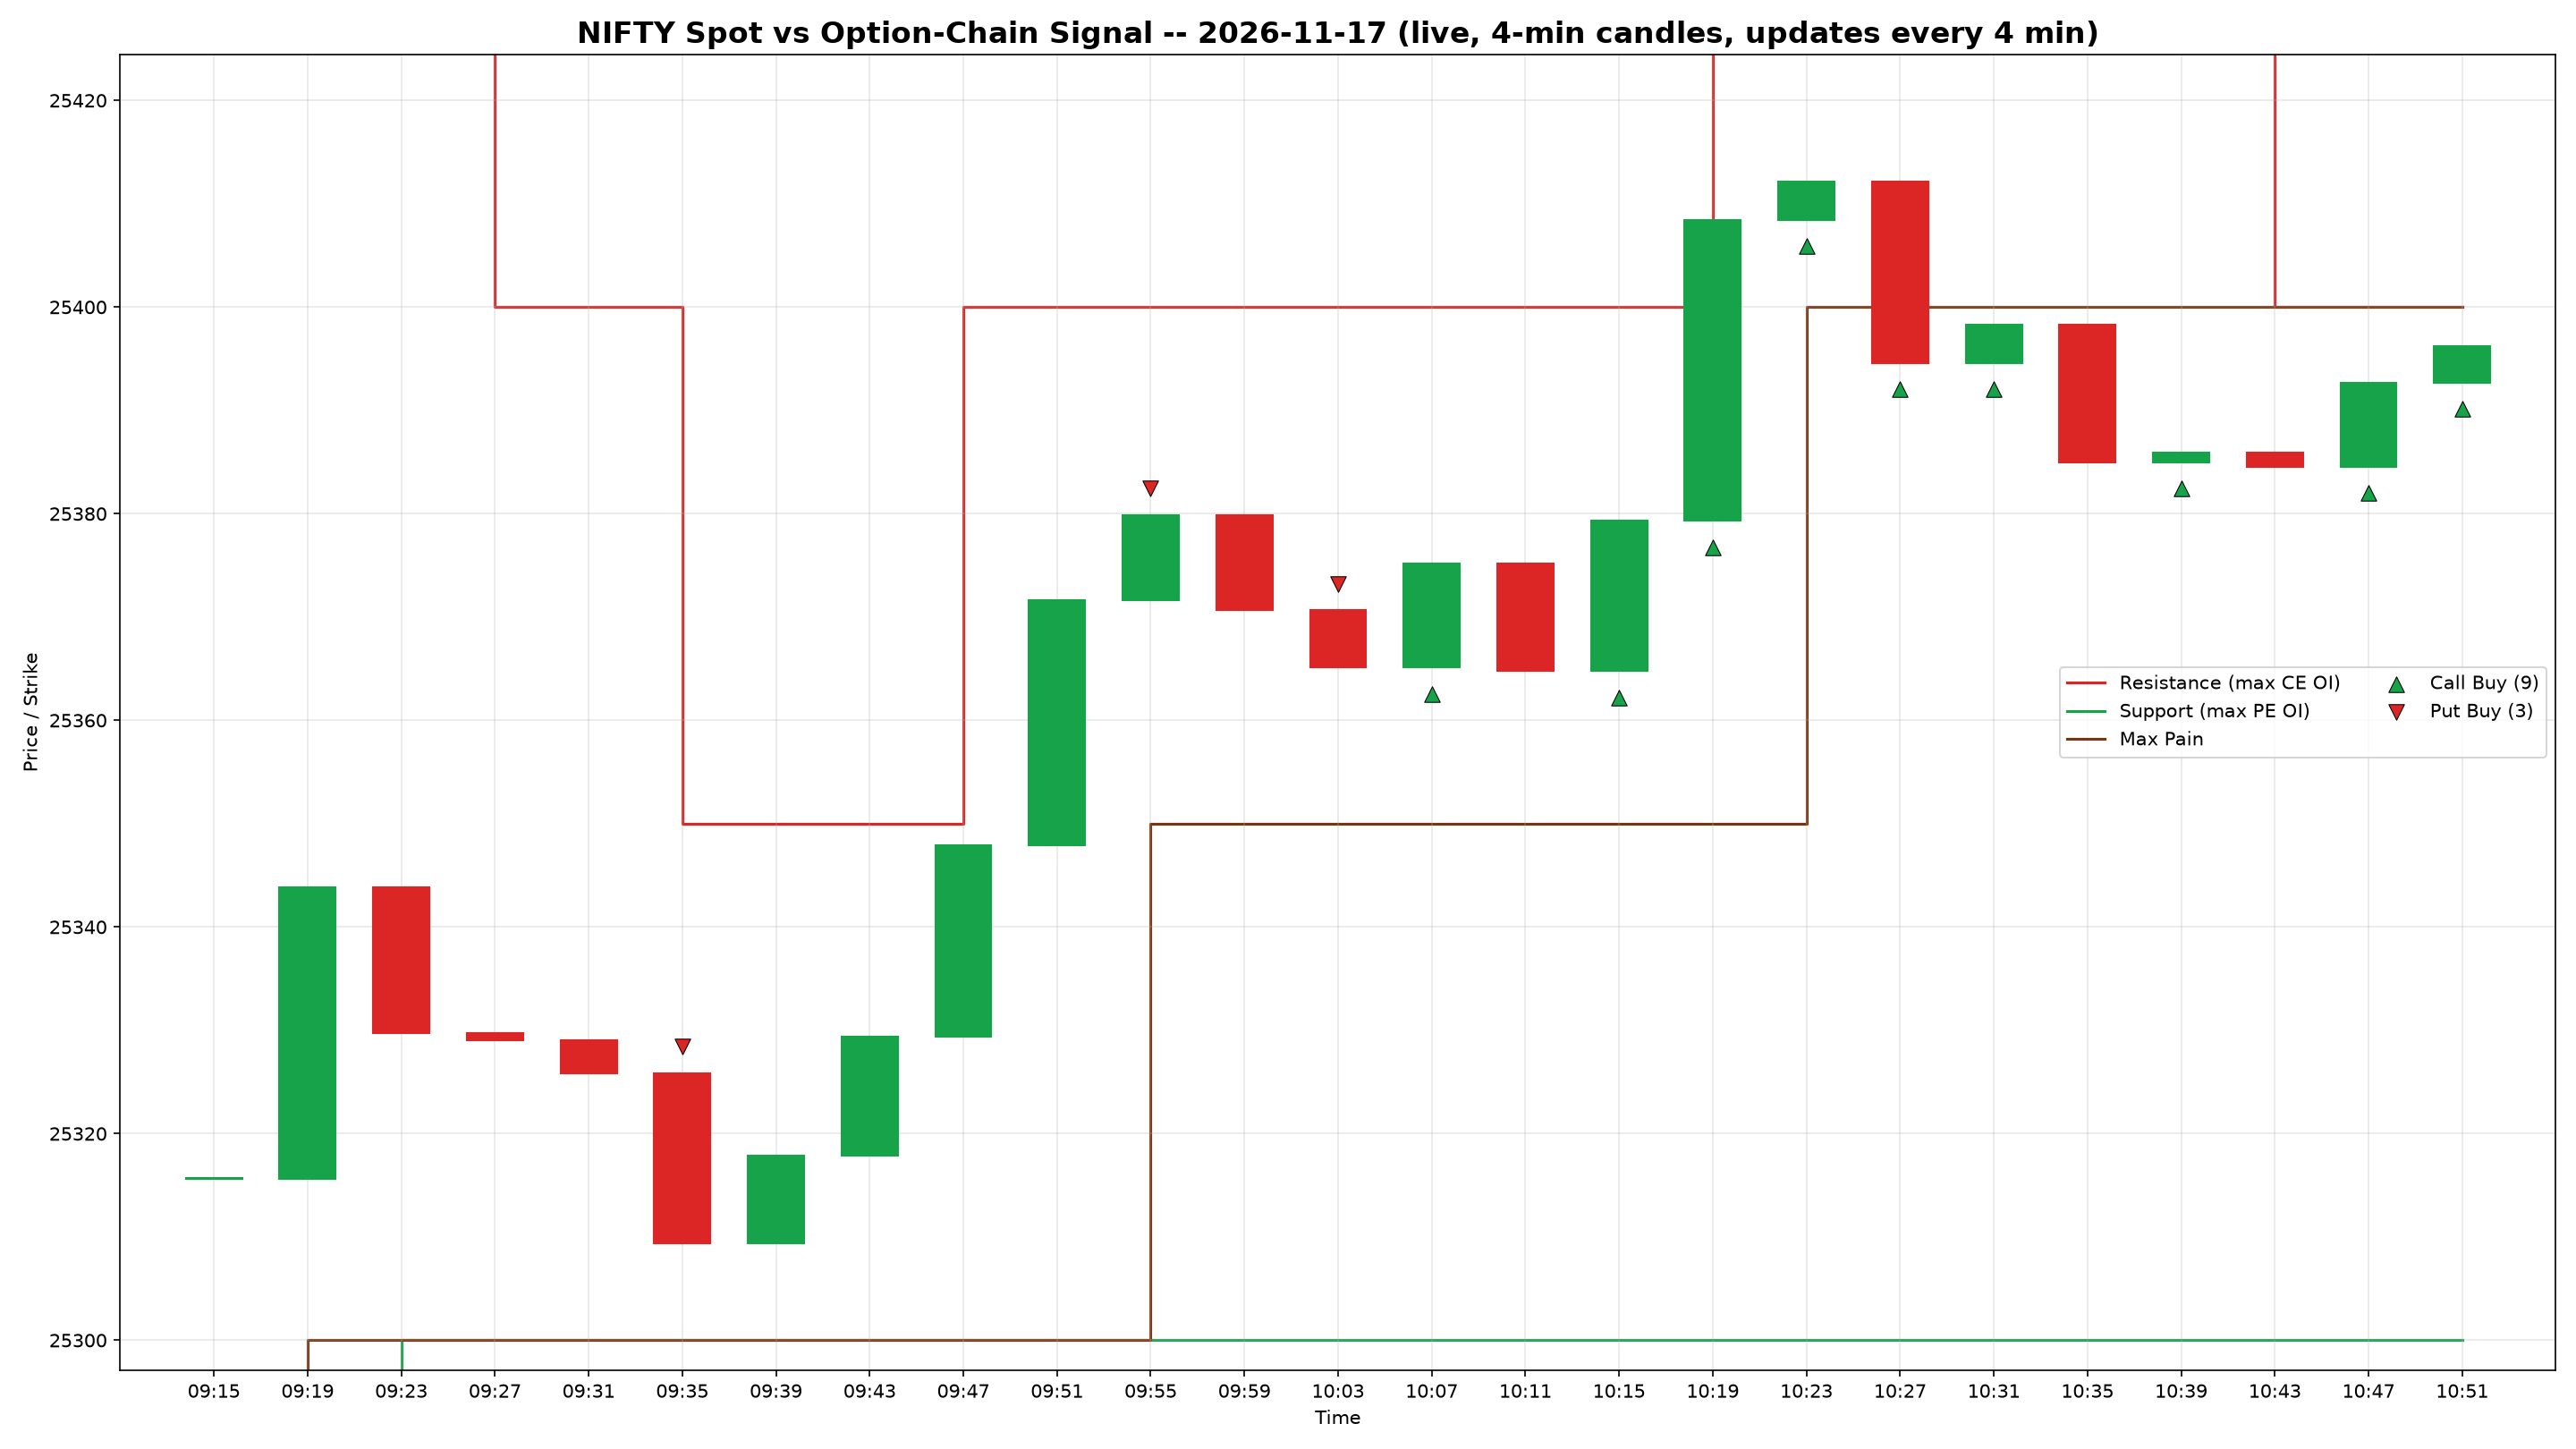 NIFTY Spot vs Option-Chain Signal -- 2026-11-17 (live, 4-min candles, updates every 4 min)
Price / Strike
25420
25400
25380
25360
25340
25320
25300
Resistance (max CE OI)
Support (max PE OI)
Max Pain
Call Buy (9)
Put Buy (3)
09:15 09:19 09:23 09:27 09:31 09:35 09:39 09:43 09:47 09:51 09:55 09:59 10:03 10:07 10:11 10:15 10:19 10:23 10:27 10:31 10:35 10:39 10:43 10:47 10:51
Time